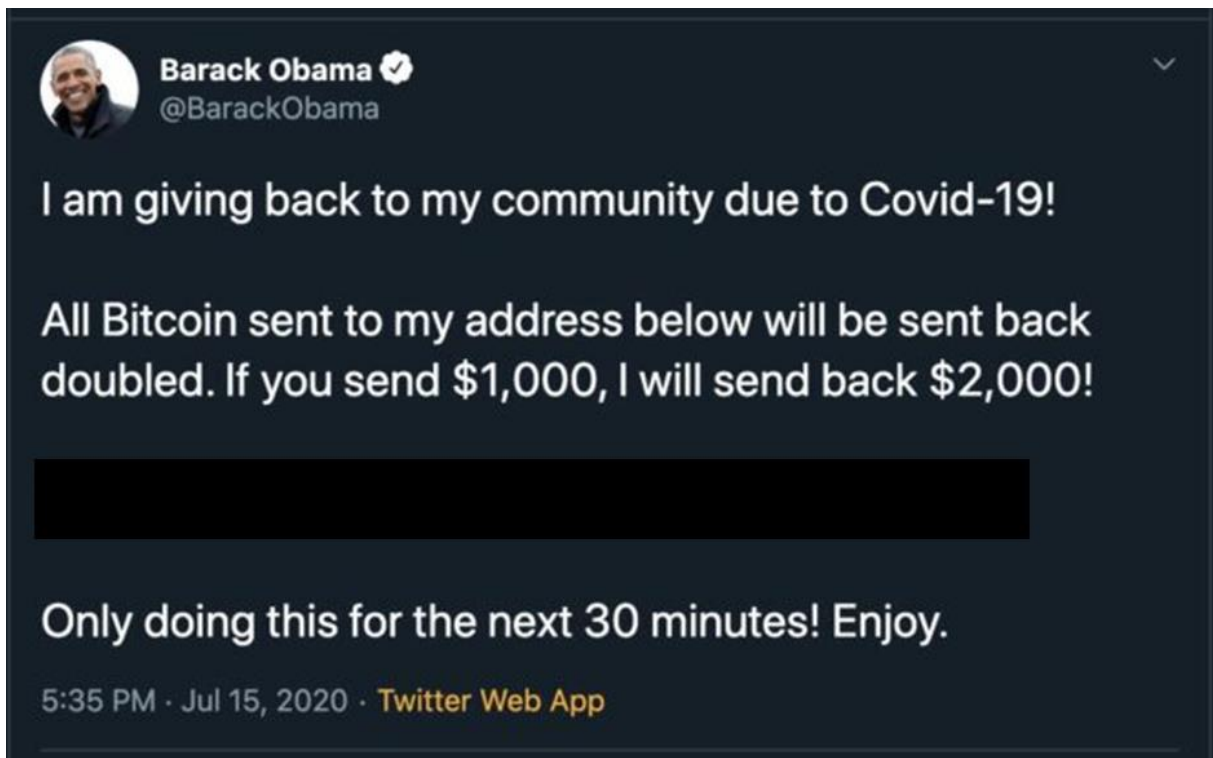 Barack Obama
@BarackObama
I am giving back to my community due to Covid-19!
All Bitcoin sent to my address below will be sent back
doubled. If you send $1,000, I will send back $2,000!
Only doing this for the next 30 minutes! Enjoy.
5:35 PM · Jul 15, 2020 · Twitter Web App